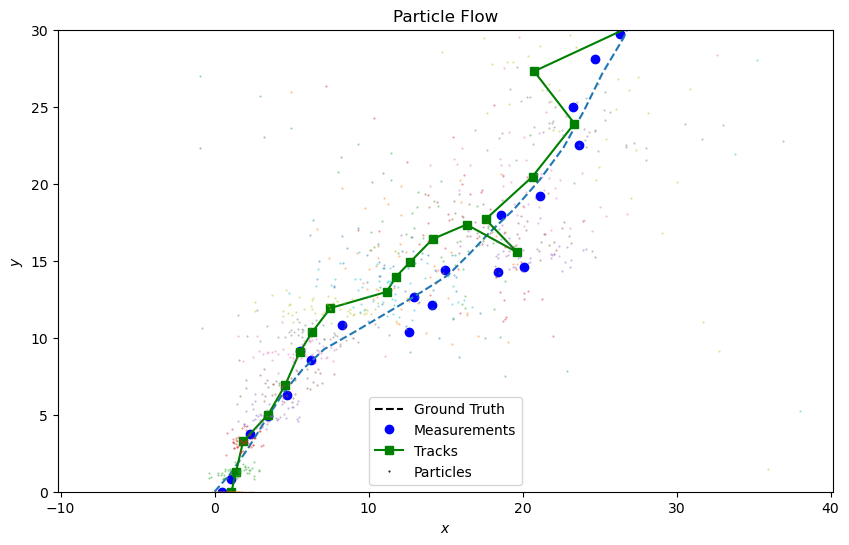 Particle Flow
30
25
20
15
10
5
0
y
−10
0
10
20
30
40
x
Ground Truth
Measurements
Tracks
Particles